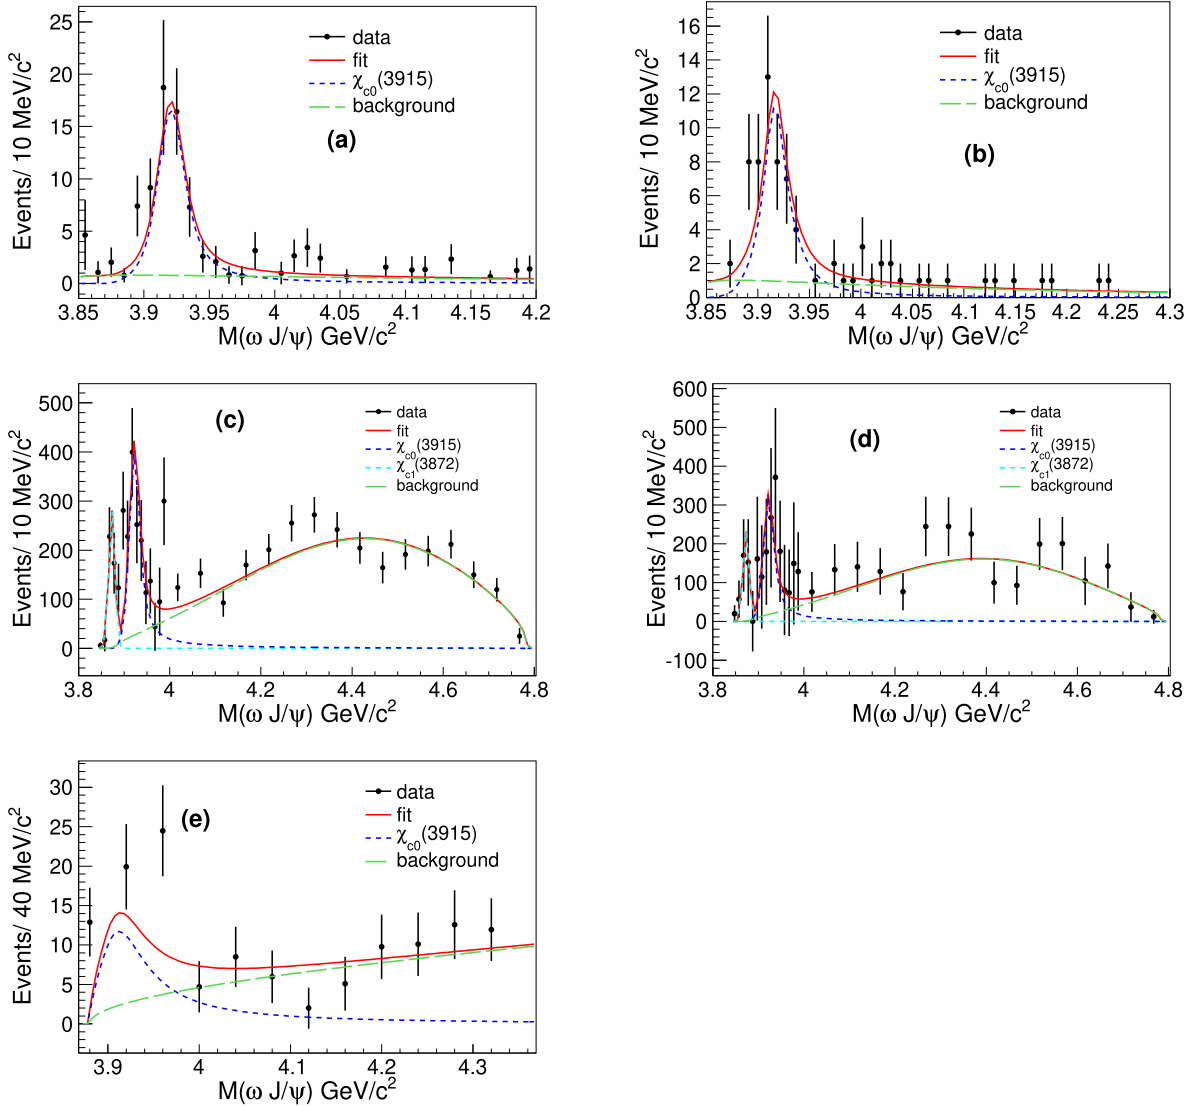 Events/ 10 MeV/c²
25
20
15
10
5
0
data
fit
χc0(3915)
background
(a)
3.85 3.9 3.95 4 4.05 4.1 4.15 4.2
M(ω J/ψ) GeV/c²
Events/ 10 MeV/c²
16
14
12
10
8
6
4
2
0
data
fit
χc0(3915)
background
(b)
3.85 3.9 3.95 4 4.05 4.1 4.15 4.2 4.25 4.3
M(ω J/ψ) GeV/c²
Events/ 10 MeV/c²
500
400
300
200
100
0
(c)
data
fit
χc0(3915)
χc1(3872)
background
3.8 4 4.2 4.4 4.6 4.8
M(ω J/ψ) GeV/c²
Events/ 10 MeV/c²
600
500
400
300
200
100
0
-100
(d)
data
fit
χc0(3915)
χc1(3872)
background
3.8 4 4.2 4.4 4.6 4.8
M(ω J/ψ) GeV/c²
Events/ 40 MeV/c²
30
25
20
15
10
5
0
(e)
data
fit
χc0(3915)
background
3.9 4 4.1 4.2 4.3
M(ω J/ψ) GeV/c²